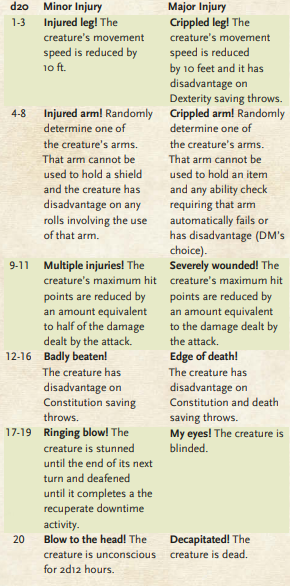 d20 Minor Injury Major Injury
1-3 Injured leg! The Crippled leg! The
creature's movement creature's movement
speed is reduced by speed is reduced
10 ft. by 10 feet and it has
disadvantage on
Dexterity saving throws.
4-8 Injured arm! Randomly Crippled arm! Randomly
determine one of determine one of
the creature's arms. the creature's arms.
That arm cannot be That arm cannot be
used to hold a shield used to hold an item
and the creature has and any ability check
disadvantage on any requiring that arm
rolls involving the use automatically fails or
of that arm. has disadvantage (DM's
choice).
9-11 Multiple injuries! The Severely wounded! The
creature's maximum hit creature's maximum hit
points are reduced by points are reduced by
an amount equivalent an amount equivalent
to half of the damage to the damage dealt by
dealt by the attack. the attack.
12-16 Badly beaten! Edge of death!
The creature has The creature has
disadvantage on disadvantage on
Constitution saving Constitution and death
throws. saving throws.
17-19 Ringing blow! The My eyes! The creature is
creature is stunned blinded.
until the end of its next
turn and deafened
until it completes a the
recuperate downtime
activity.
20 Blow to the head! The Decapitated! The
creature is unconscious creature is dead.
for 2d12 hours.